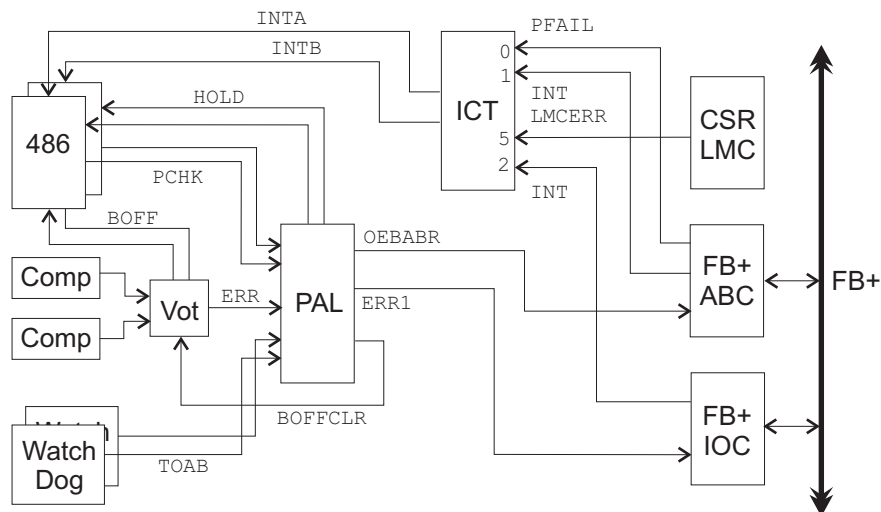 INTA
PFAIL
INTB
0
1
HOLD
INT
LMCERR
ICT
CSR
LMC
486
5
2
PCHK
INT
BOFF
OEBABR
Comp
FB+
ABC
FB+
Vot
ERR
PAL
ERR1
Comp
BOFFCLR
Watch
FB+
IOC
Watch
Dog
TOAB